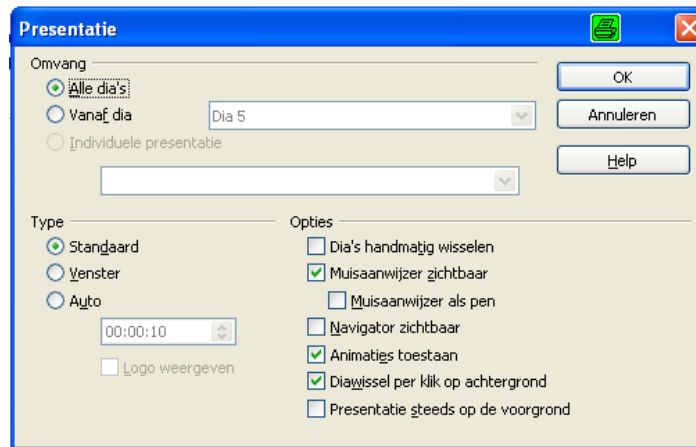 Presentatie
Omvang
Alle dia's
Vanaf dia
Dia 5
Individuele presentatie
OK
Annuleren
Help
Type
Standaard
Venster
Auto
00:00:10
Logo weergeven
Opties
Dia's handmatig wisselen
Muisaanwijzer zichtbaar
Muisaanwijzer als pen
Navigator zichtbaar
Animaties toestaan
Diawissel per klik op achtergrond
Presentatie steeds op de voorgrond